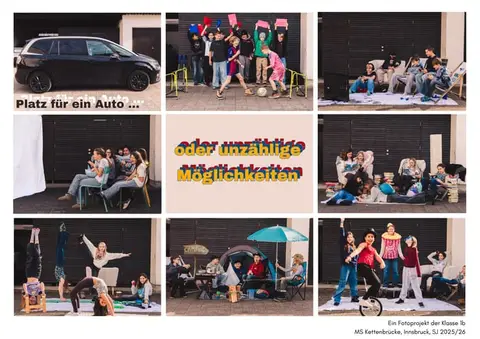 Platz für ein Auto ...
oder unzählige
Möglichkeiten
Ein Fotoprojekt der Klasse 1b
MS Kettenbrücke, Innsbruck, SJ 2025/26